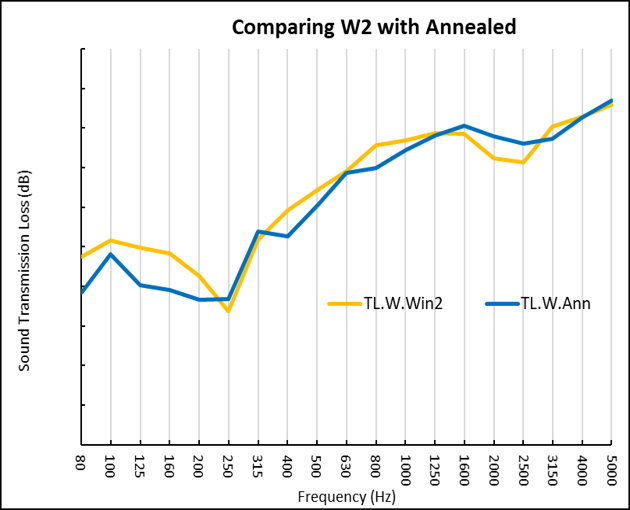 Comparing W2 with Annealed
Sound Transmission Loss (dB)
TL.W.Win2 TL.W.Ann
80 100 125 160 200 250 315 400 500 630 800 1000 1250 1600 2000 2500 3150 4000 5000
Frequency (Hz)